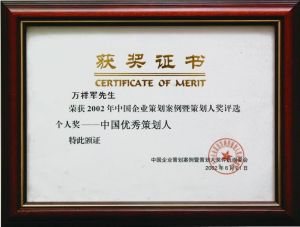 获奖证书
CERTIFICATE OF MERIT
万祥军先生
荣获2002年中国企业策划案例暨策划人奖评选
个人奖——中国优秀策划人
特此颁证
中国企业策划案例暨策划人奖评选委员会
2002年6月1日